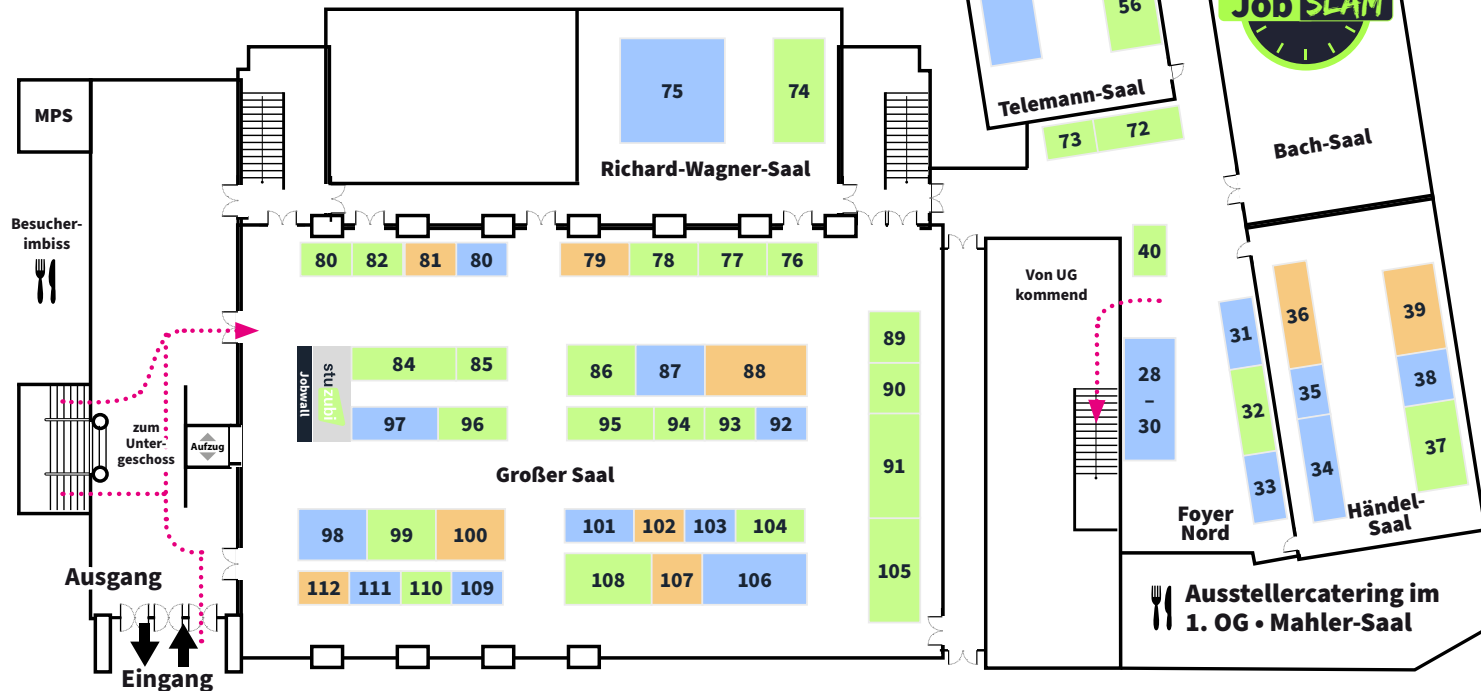 56
Job SLAM
MPS
75
74
Telemann-Saal
73
72
Bach-Saal
Richard-Wagner-Saal
Besucher-
imbiss
80
82
81
80
79
78
77
76
40
Von UG
kommend
89
90
91
105
31
32
33
36
35
34
39
38
37
28
–
30
84
85
86
87
88
Jobwall
stuzubi
97
96
95
94
93
92
zum
Unter-
geschoss
Aufzug
Großer Saal
98
99
100
101
102
103
104
112
111
110
109
108
107
106
Foyer
Nord
Händel-
Saal
Ausgang
Eingang
Ausstellercatering im
1. OG • Mahler-Saal